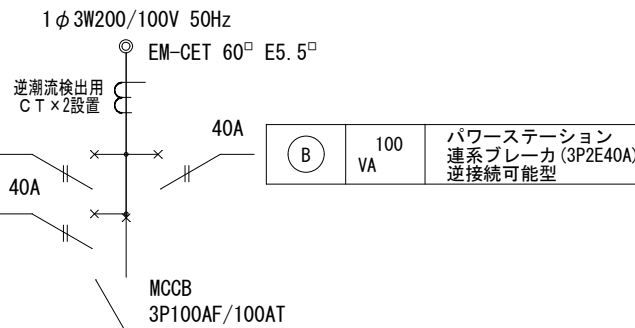 1φ3W200/100V 50Hz
EM-CET 60□ E5.5□
逆潮流検出用
CT×2設置
40A
40A
B
100
VA
パワーステーション
連系ブレーカ(3P2E40A)
逆接続可能型
MCCB
3P100AF/100AT